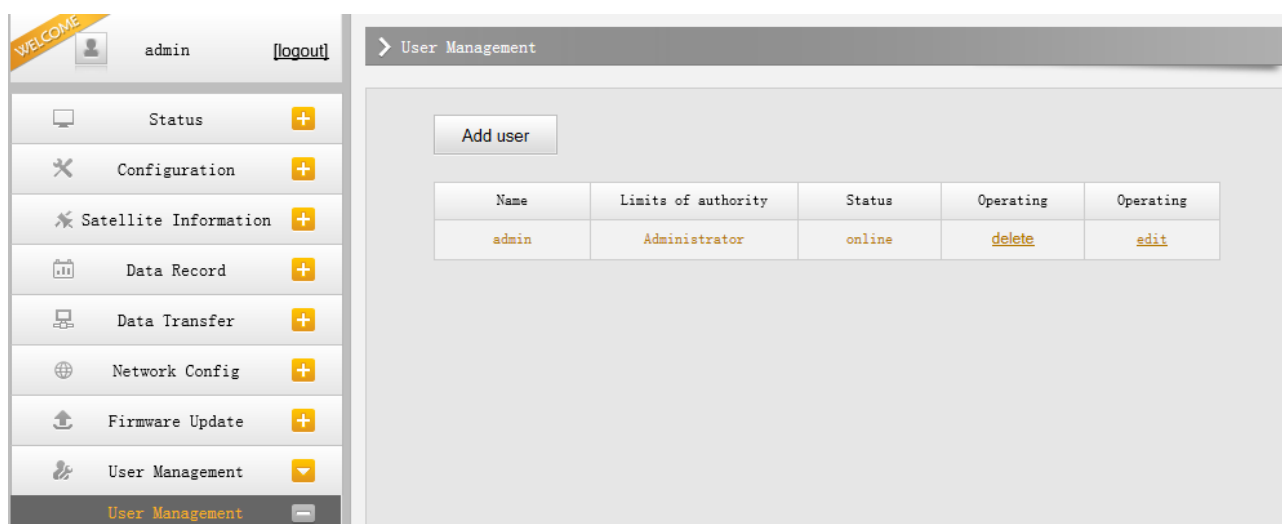 WELCOME
admin [logout]
Status
Configuration
Satellite Information
Data Record
Data Transfer
Network Config
Firmware Update
User Management
User Management
User Management
Add user
Name Limits of authority Status Operating Operating
admin Administrator online delete edit